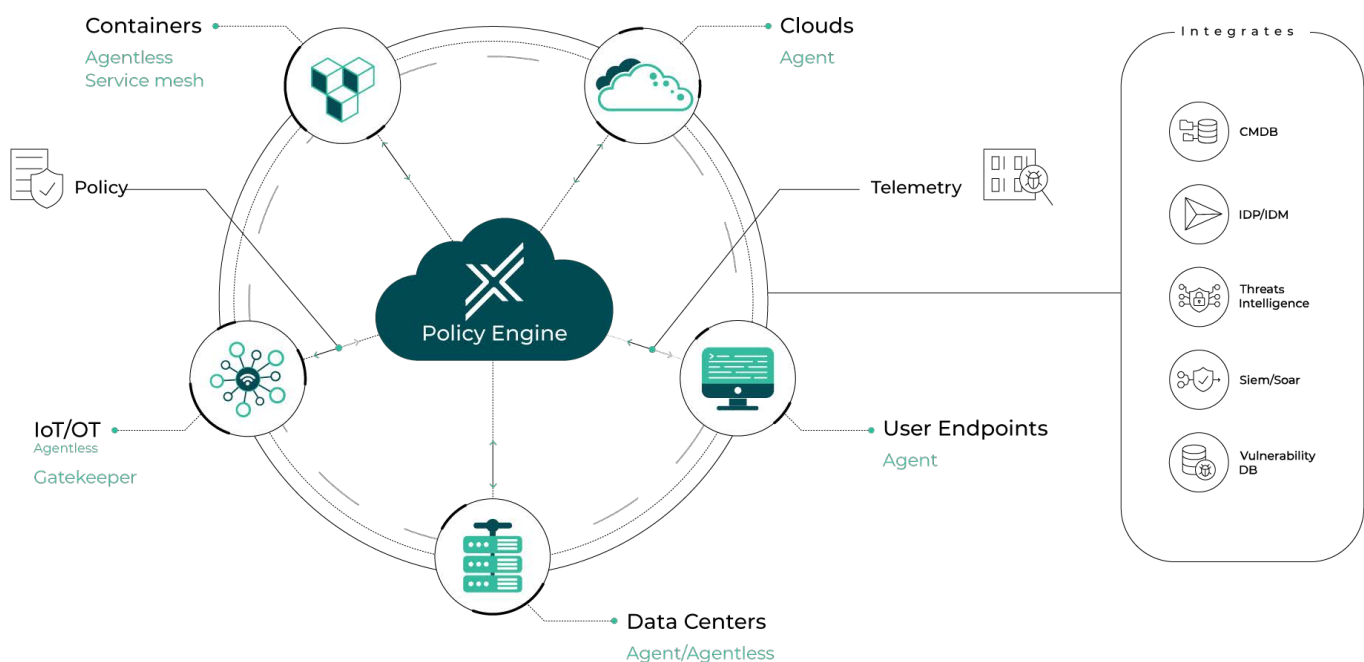 Containers
Agentless
Service mesh
Clouds
Agent
Integrates
CMDB
Policy
Telemetry
IDP/IDM
Policy Engine
Threats
Intelligence
Siem/Soar
IoT/OT
Agentless
Gatekeeper
User Endpoints
Agent
Vulnerability
DB
Data Centers
Agent/Agentless